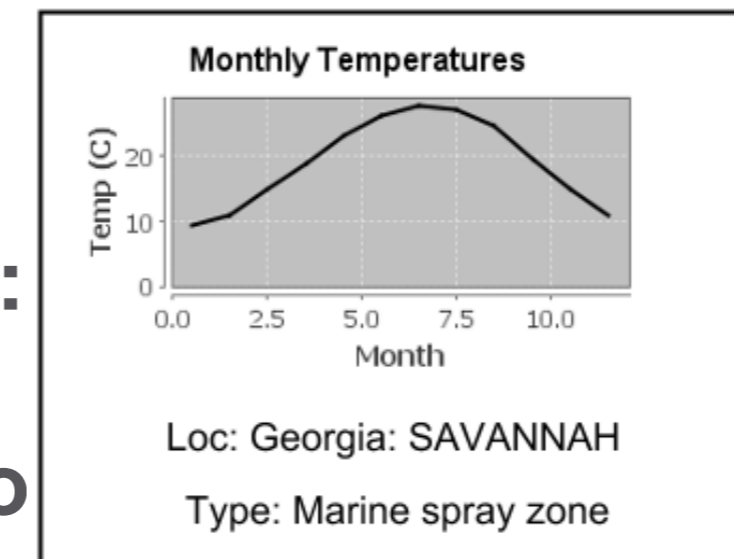 Monthly Temperatures
Temp (C)
20
10
0
0.0 2.5 5.0 7.5 10.0
Month
:
o
Loc: Georgia: SAVANNAH
Type: Marine spray zone